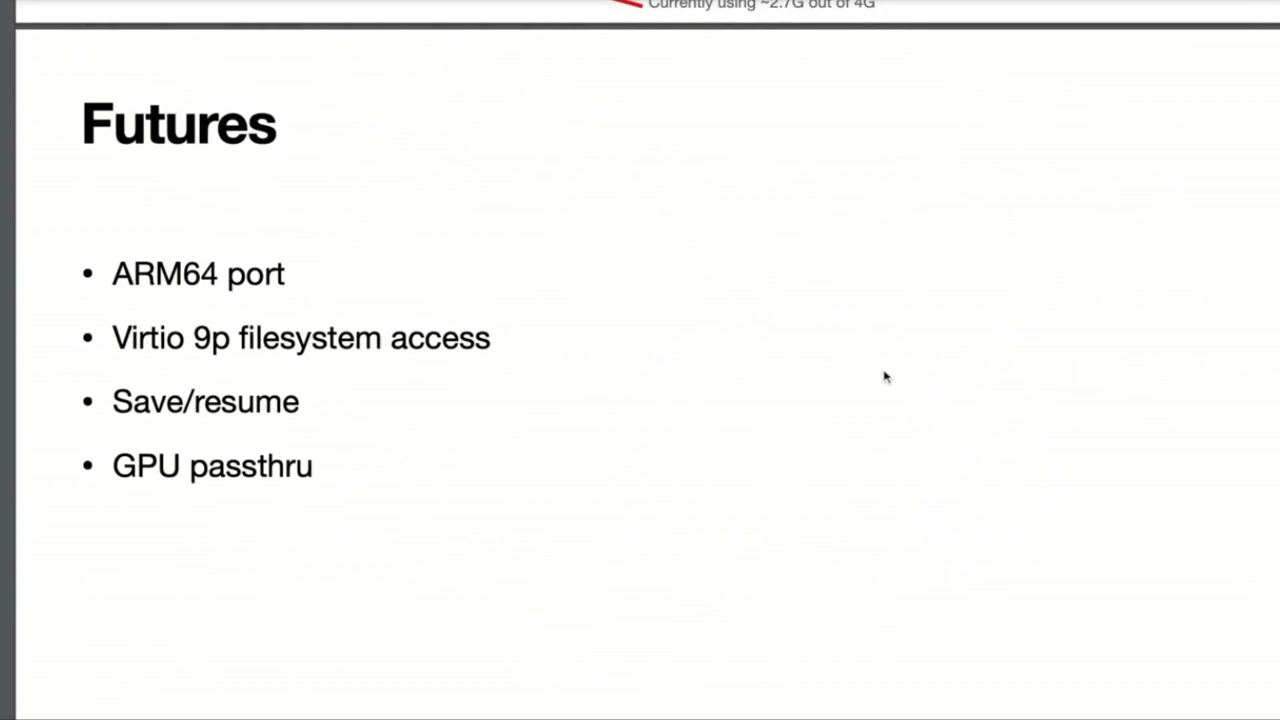 Currently using ~2.7G out of 4G
Futures
• ARM64 port
• Virtio 9p filesystem access
• Save/resume
• GPU passthru